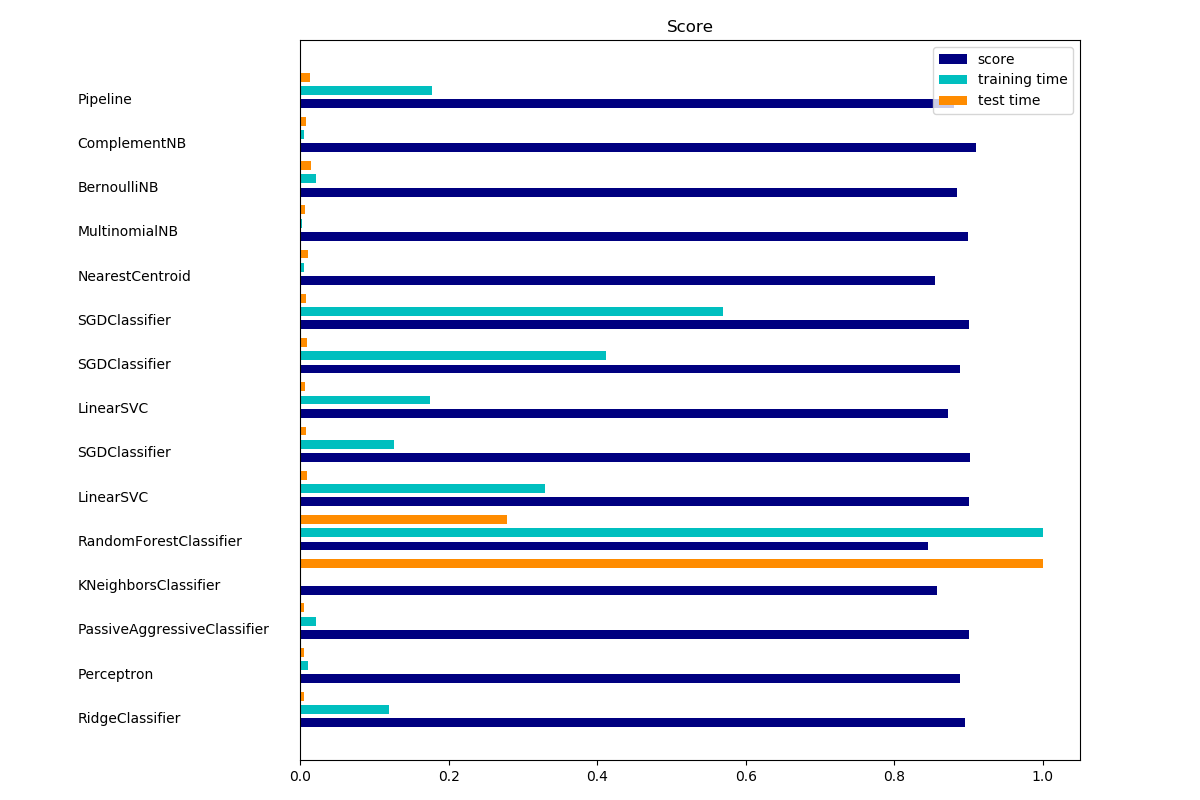 Score
score
training time
test time
Pipeline
ComplementNB
BernoulliNB
MultinomialNB
NearestCentroid
SGDClassifier
SGDClassifier
LinearSVC
SGDClassifier
LinearSVC
RandomForestClassifier
KNeighborsClassifier
PassiveAggressiveClassifier
Perceptron
RidgeClassifier
0.0 0.2 0.4 0.6 0.8 1.0